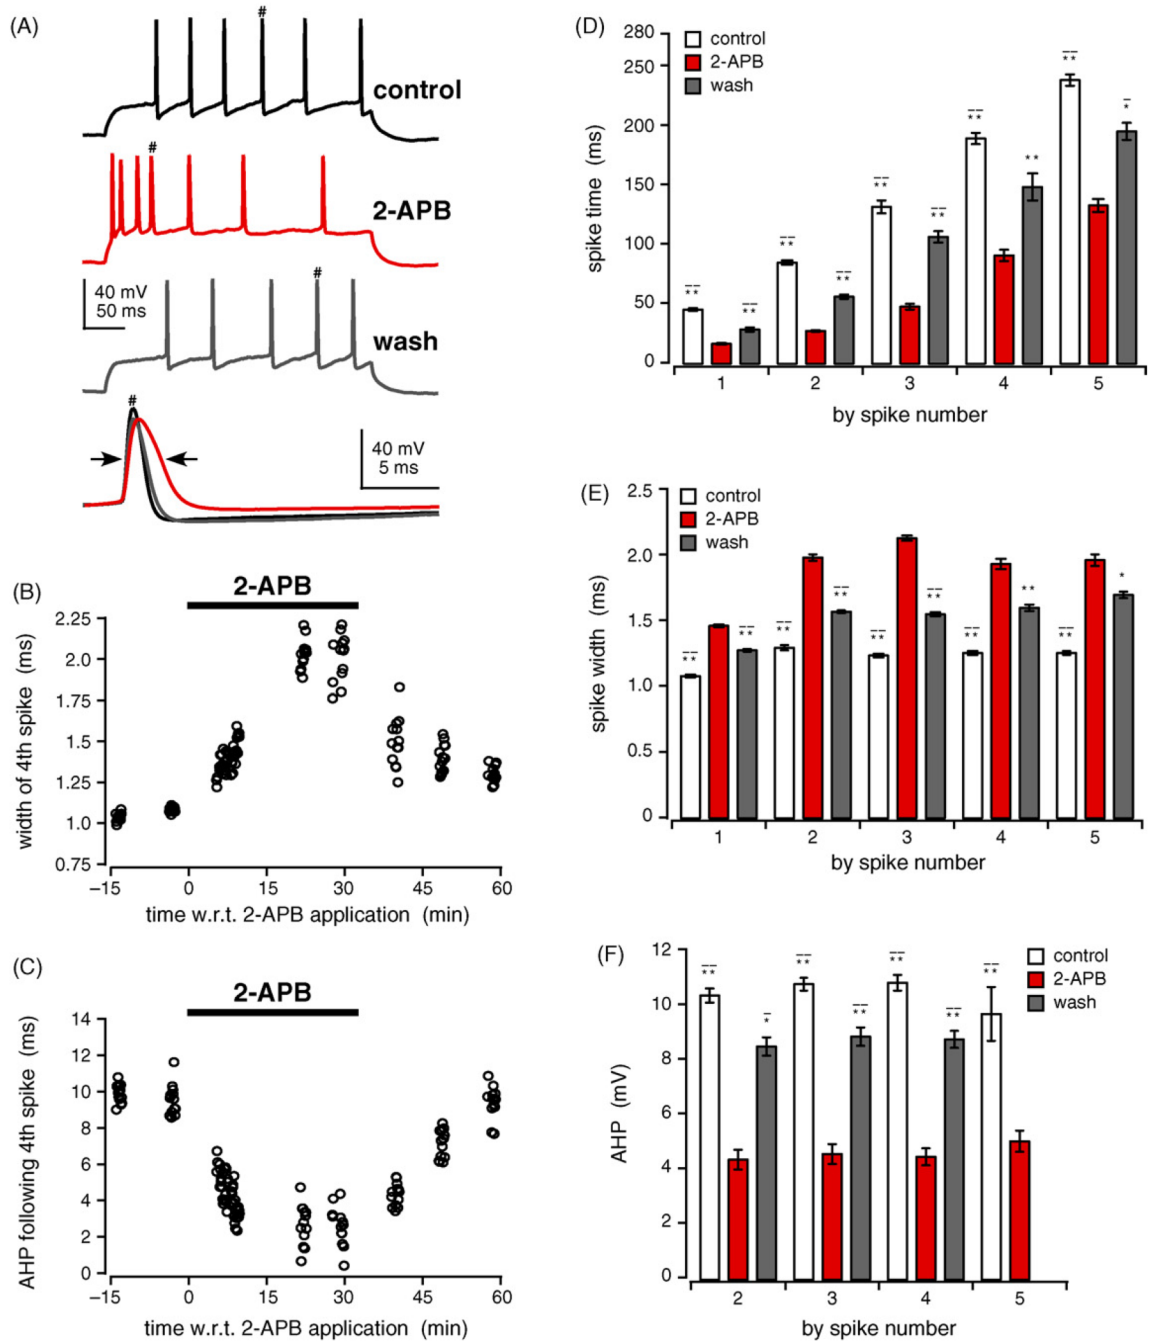 (A)
#
control
#
2-APB
40 mV
50 ms
#
wash
#
40 mV
5 ms
(B)
2-APB
width of 4th spike (ms)
2.25
2.0
1.75
1.5
1.25
1.0
0.75
–15 0 15 30 45 60
time w.r.t. 2-APB application (min)
(C)
2-APB
AHP following 4th spike (ms)
14
12
10
8
6
4
2
0
–15 0 15 30 45 60
time w.r.t. 2-APB application (min)
(D)
control
2-APB
wash
spike time (ms)
280
250
200
150
100
50
0
** ** ** ** ** ** ** ** ** *
1 2 3 4 5
by spike number
(E)
control
2-APB
wash
spike width (ms)
2.5
2.0
1.5
1.0
0.5
0
** ** ** ** ** ** ** ** ** *
1 2 3 4 5
by spike number
(F)
control
2-APB
wash
AHP (mV)
12
10
8
6
4
2
0
** * ** ** ** ** **
2 3 4 5
by spike number